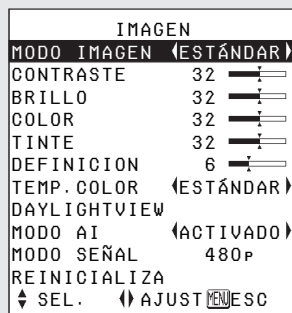 IMAGEN
MODO IMAGEN ESTÁNDAR
CONTRASTE 32
BRILLO 32
COLOR 32
TINTE 32
DEFINICION 6
TEMP.COLOR ESTÁNDAR
DAYLIGHTVIEW
MODO AI ACTIVADO
MODO SEÑAL 480P
REINICIALIZA
SEL. AJUST MENU ESC